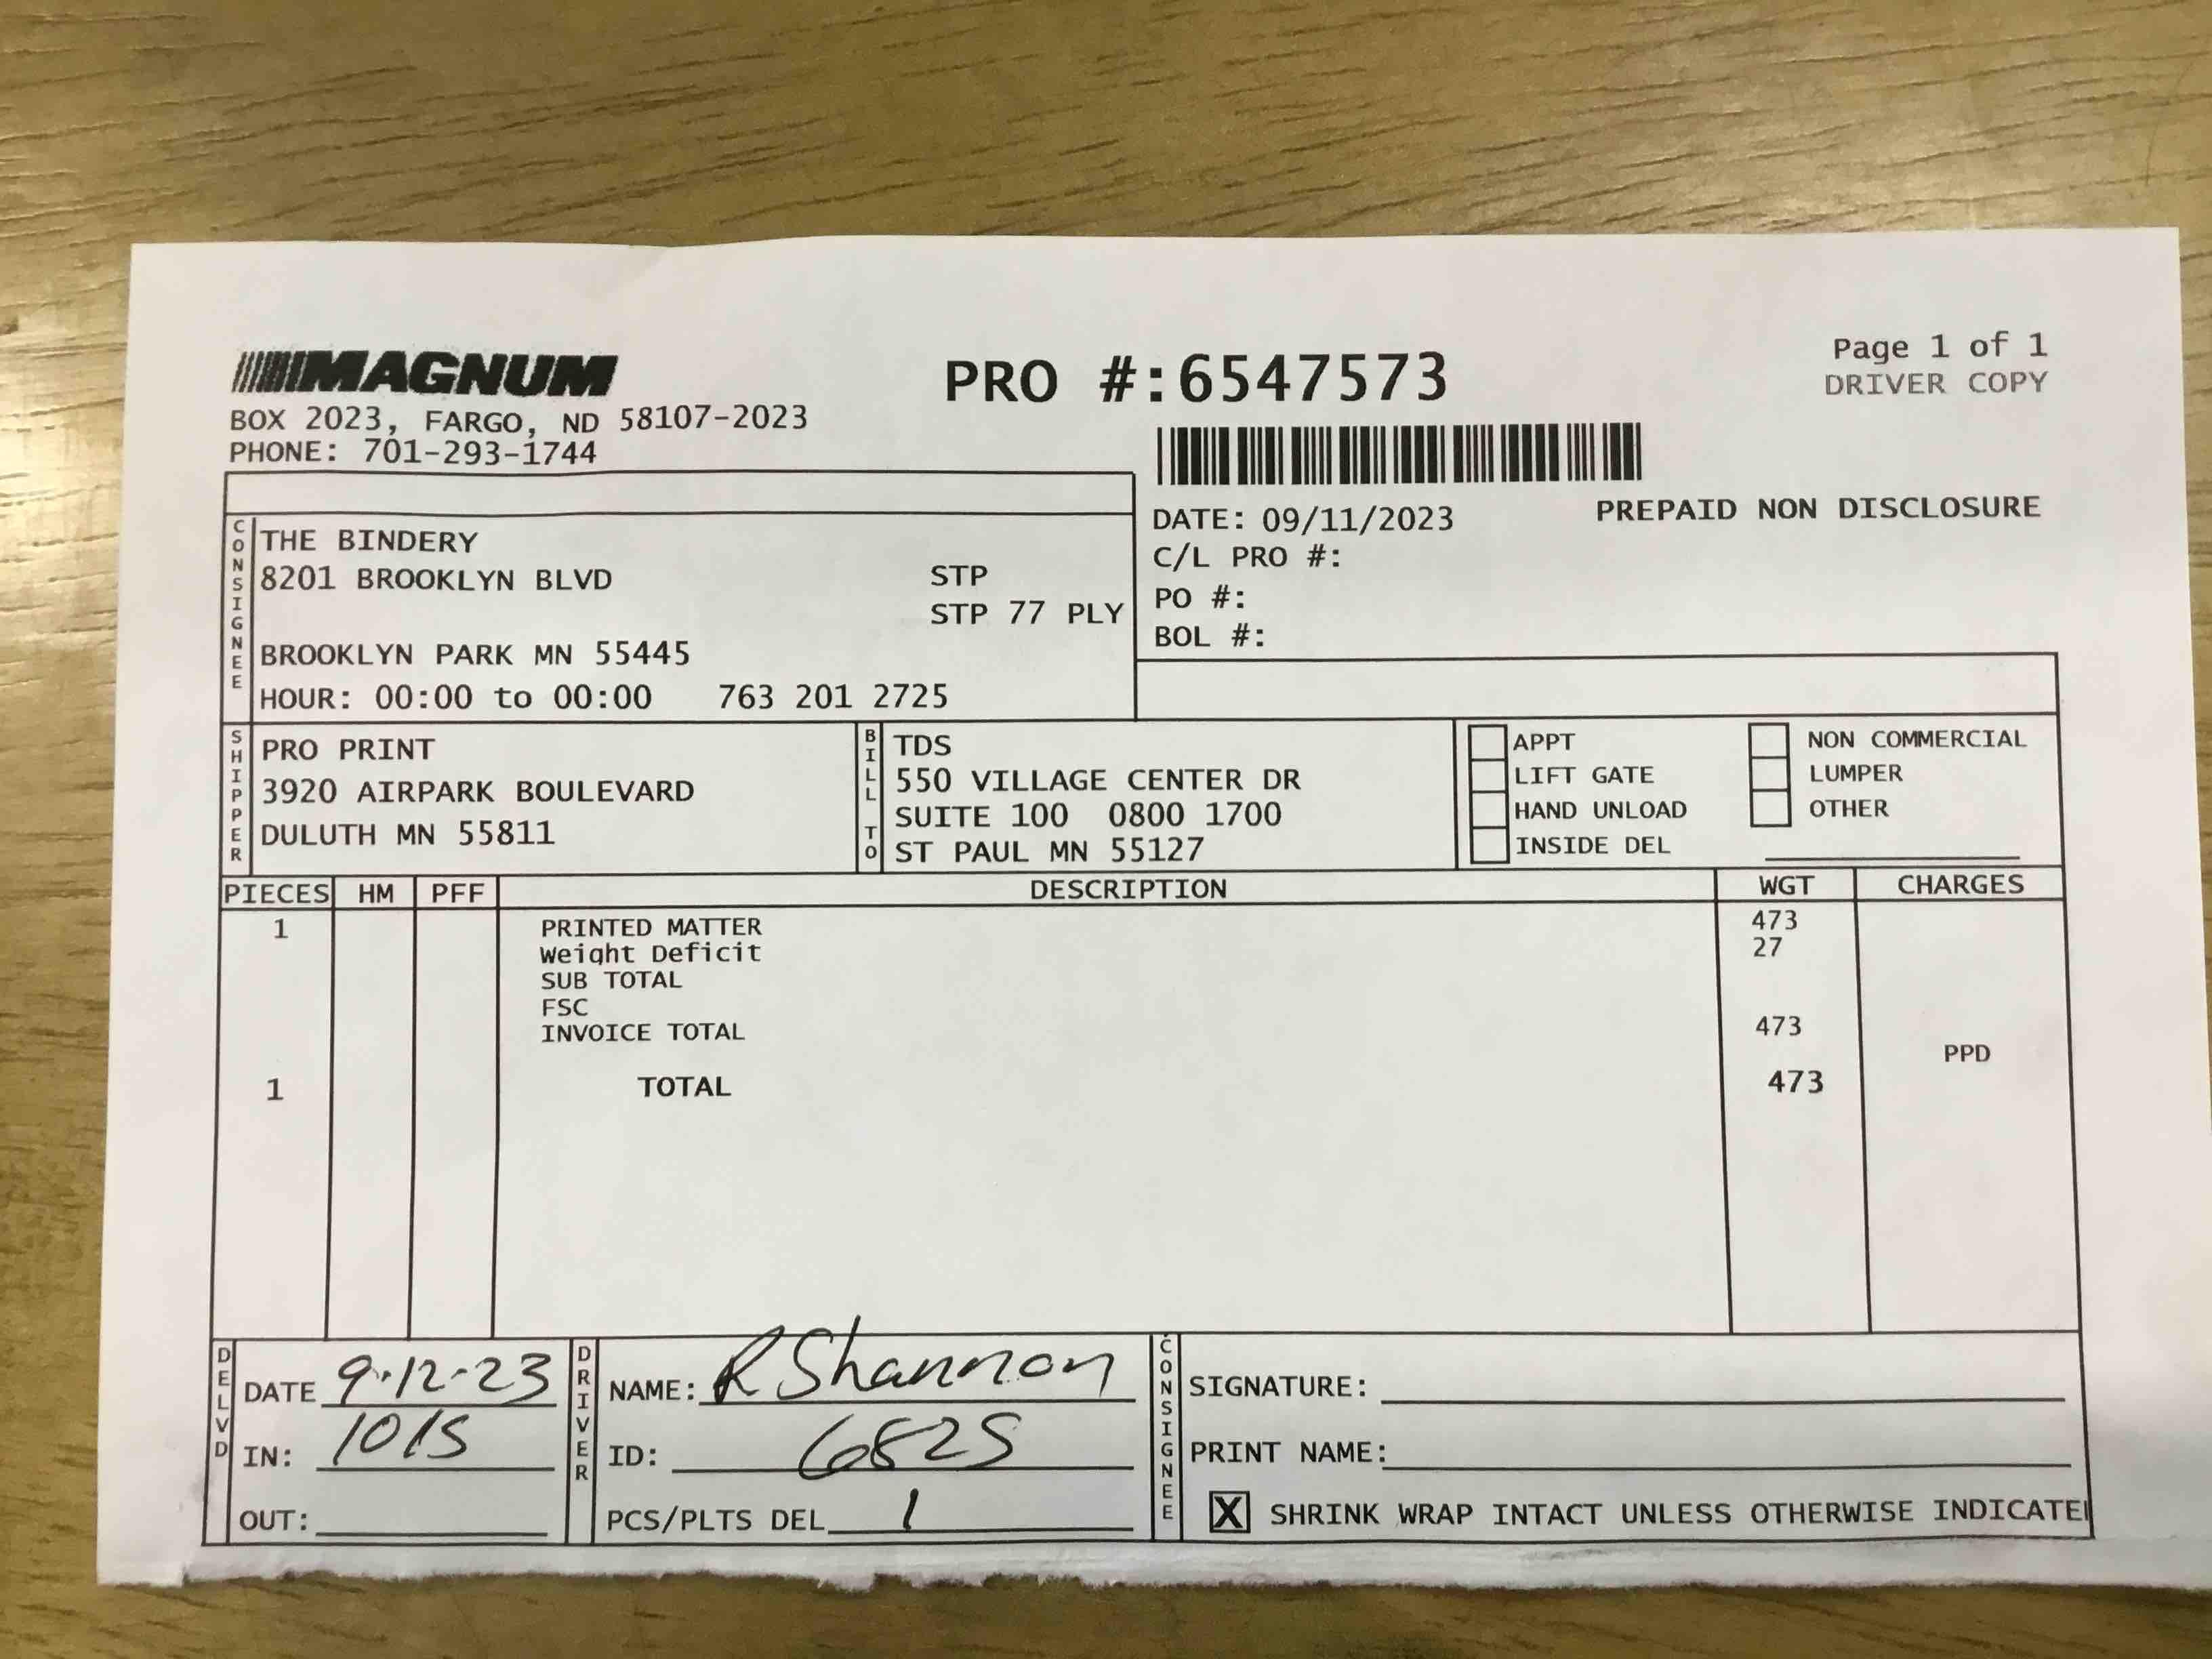 MAGNUM
BOX 2023, FARGO, ND 58107-2023
PHONE: 701-293-1744
PRO #:6547573
Page 1 of 1
DRIVER COPY
DATE: 09/11/2023 PREPAID NON DISCLOSURE
C/L PRO #:
PO #:
BOL #:
CONSIGNEE
THE BINDERY
8201 BROOKLYN BLVD STP
STP 77 PLY
BROOKLYN PARK MN 55445
HOUR: 00:00 to 00:00 763 201 2725
SHIPPER
PRO PRINT
3920 AIRPARK BOULEVARD
DULUTH MN 55811
BILL TO
TDS
550 VILLAGE CENTER DR
SUITE 100 0800 1700
ST PAUL MN 55127
APPT NON COMMERCIAL
LIFT GATE LUMPER
HAND UNLOAD OTHER
INSIDE DEL
PIECES HM PFF DESCRIPTION WGT CHARGES
1 PRINTED MATTER 473
Weight Deficit 27
SUB TOTAL
FSC
INVOICE TOTAL 473
PPD
1 TOTAL 473
DELVD
DATE 9-12-23
IN: 1015
OUT:
DRIVER
NAME: R Shannon
ID: 6825
PCS/PLTS DEL 1
CONSIGNEE
SIGNATURE:
PRINT NAME:
X SHRINK WRAP INTACT UNLESS OTHERWISE INDICATE